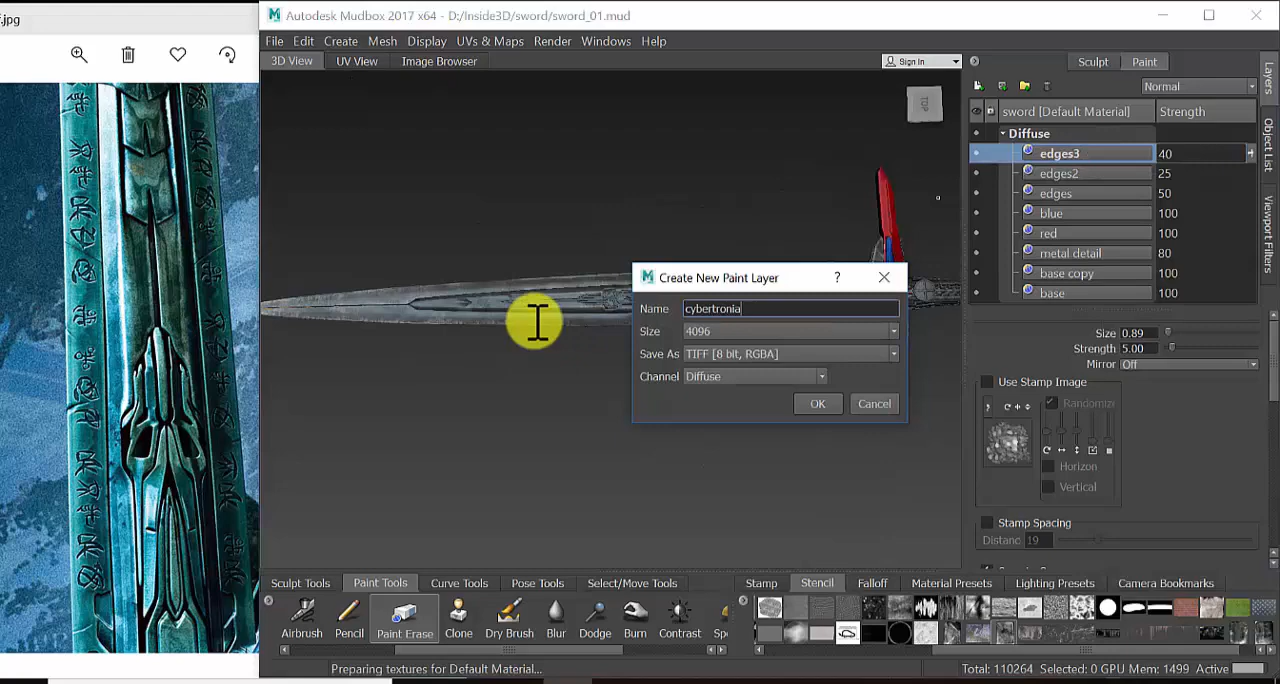 .jpg
Autodesk Mudbox 2017 x64 - D:/Inside3D/sword/sword_01.mud
File Edit Create Mesh Display UVs & Maps Render Windows Help
3D View UV View Image Browser
Sign In
Sculpt Paint
Normal
sword [Default Material] Strength
Diffuse
edges3 40
edges2 25
edges 50
blue 100
red 100
metal detail 80
base copy 100
base 100
Layers
Object List
Viewport Filters
TOP
Create New Paint Layer ?
Name cybertronia
Size 4096
Save As TIFF [8 bit, RGBA]
Channel Diffuse
OK Cancel
Size 0.89
Strength 5.00
Mirror Off
Use Stamp Image
Randomize
Horizon
Vertical
Stamp Spacing
Distanc 19
Sculpt Tools Paint Tools Curve Tools Pose Tools Select/Move Tools
Stamp Stencil Falloff Material Presets Lighting Presets Camera Bookmarks
Airbrush Pencil Paint Erase Clone Dry Brush Blur Dodge Burn Contrast Sp
Preparing textures for Default Material...
Total: 110264 Selected: 0 GPU Mem: 1499 Active